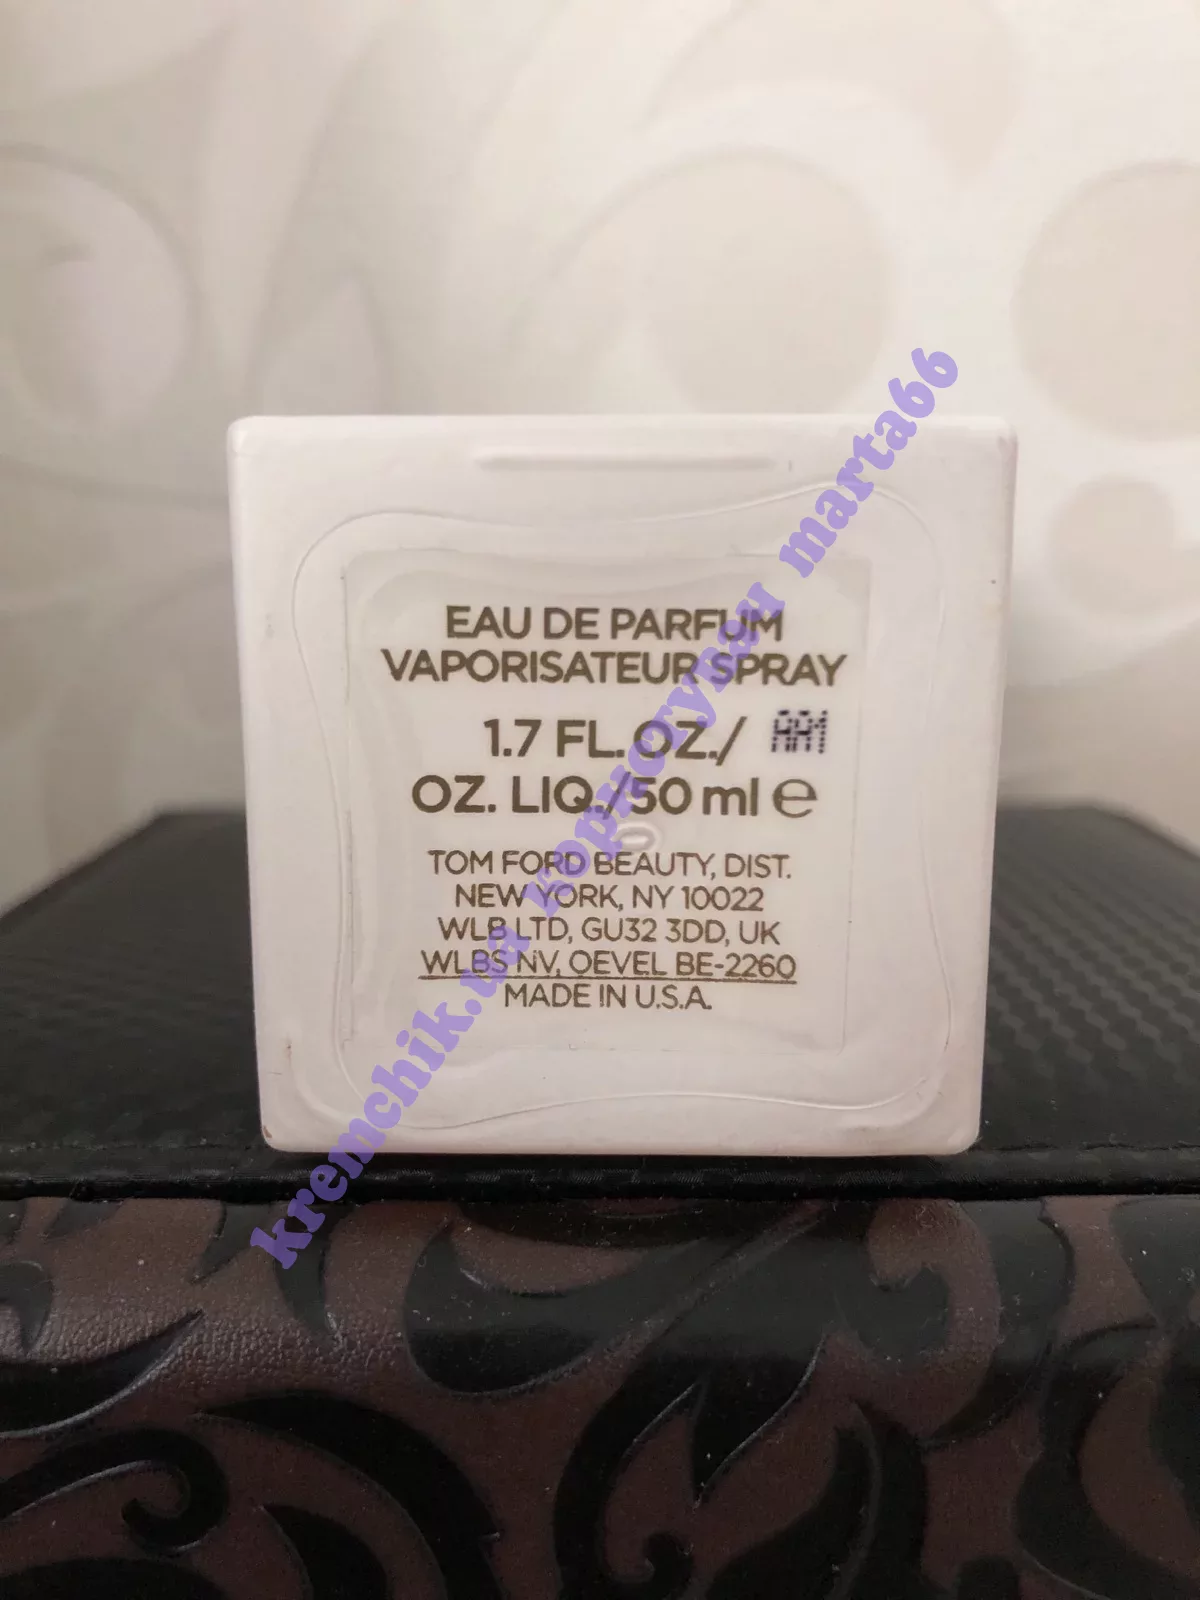 EAU DE PARFUM
VAPORISATEUR SPRAY
1.7 FL. OZ./ AA1
OZ. LIQ./50 ml e
TOM FORD BEAUTY, DIST.
NEW YORK, NY 10022
WLB LTD, GU32 3DD, UK
WLBS NV, OEVEL BE-2260
MADE IN U.S.A.
kremchik.ua користувач marta66